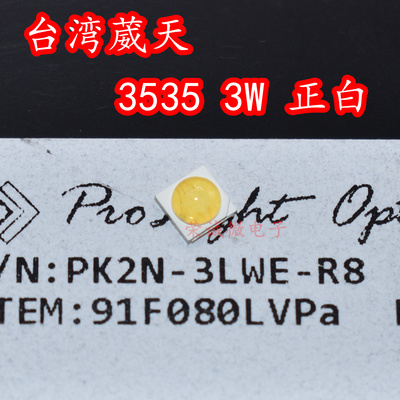 台湾葳天
3535 3W 正白
ProLight Opt
/N:PK2N-3LWE-R8
TEM:91F080LVPa